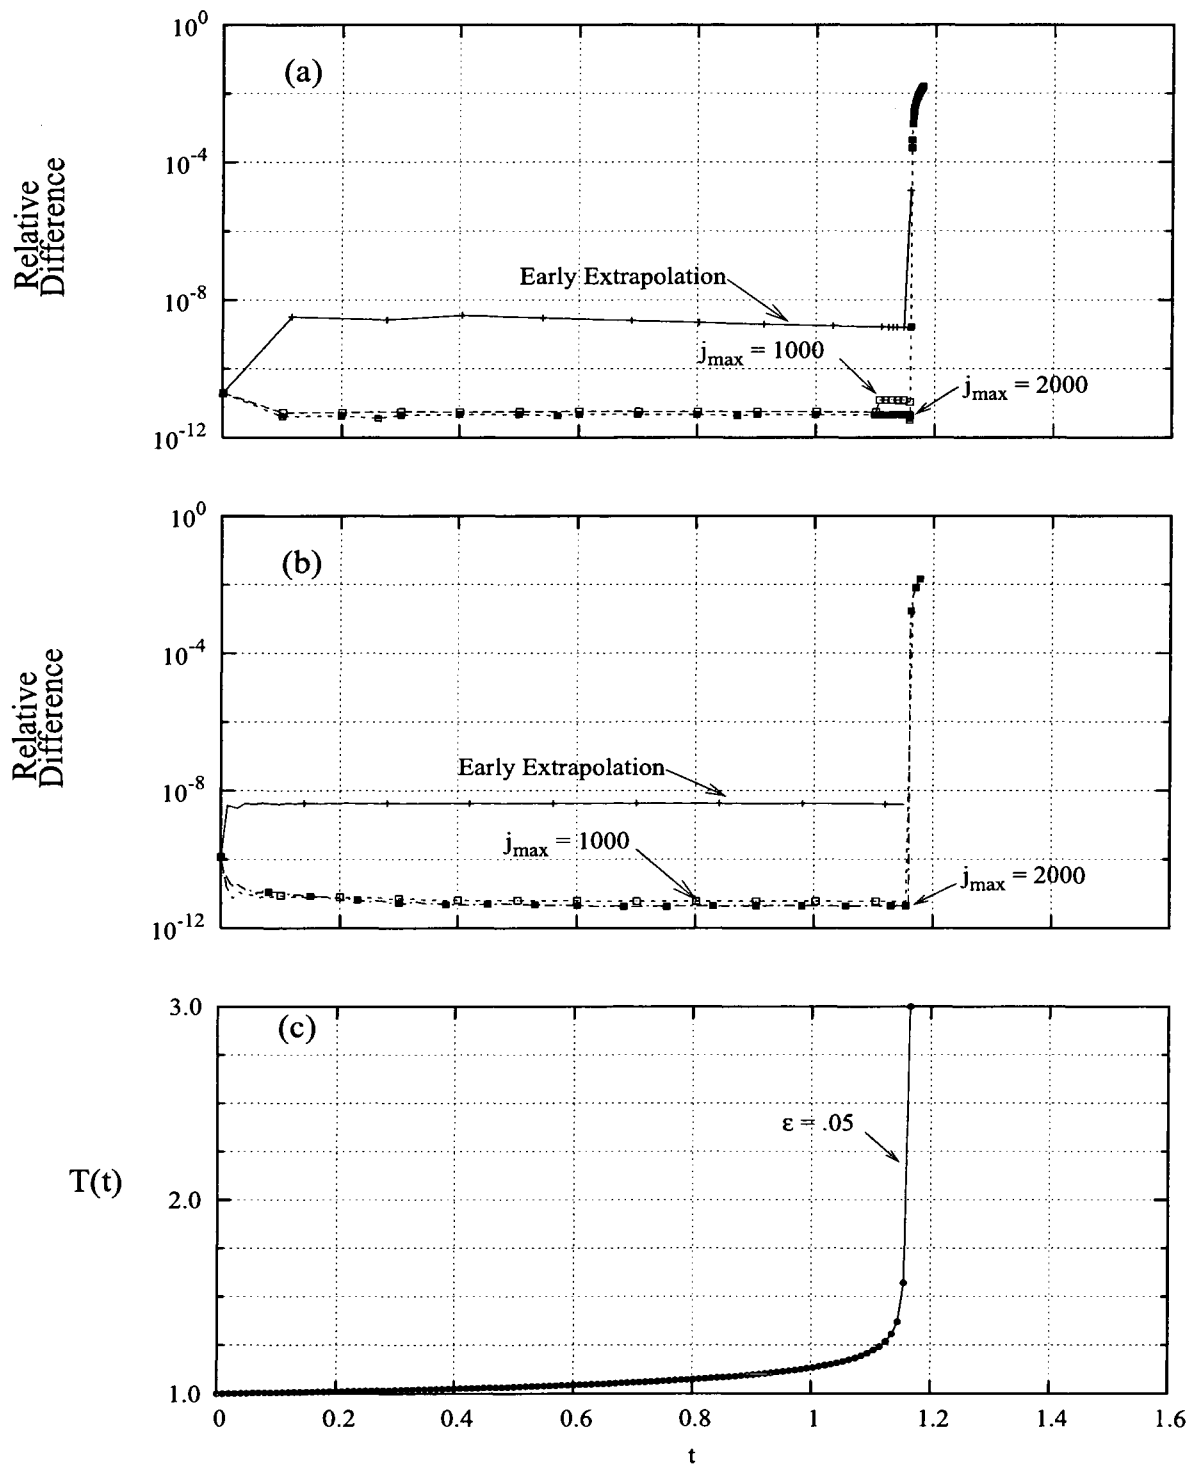 10^0
(a)
10^-4
Relative
Difference
Early Extrapolation
10^-8
j_max = 1000
j_max = 2000
10^-12
10^0
(b)
10^-4
Relative
Difference
Early Extrapolation
10^-8
j_max = 1000
j_max = 2000
10^-12
3.0
(c)
ε = .05
T(t)
2.0
1.0
0 0.2 0.4 0.6 0.8 1 1.2 1.4 1.6
t